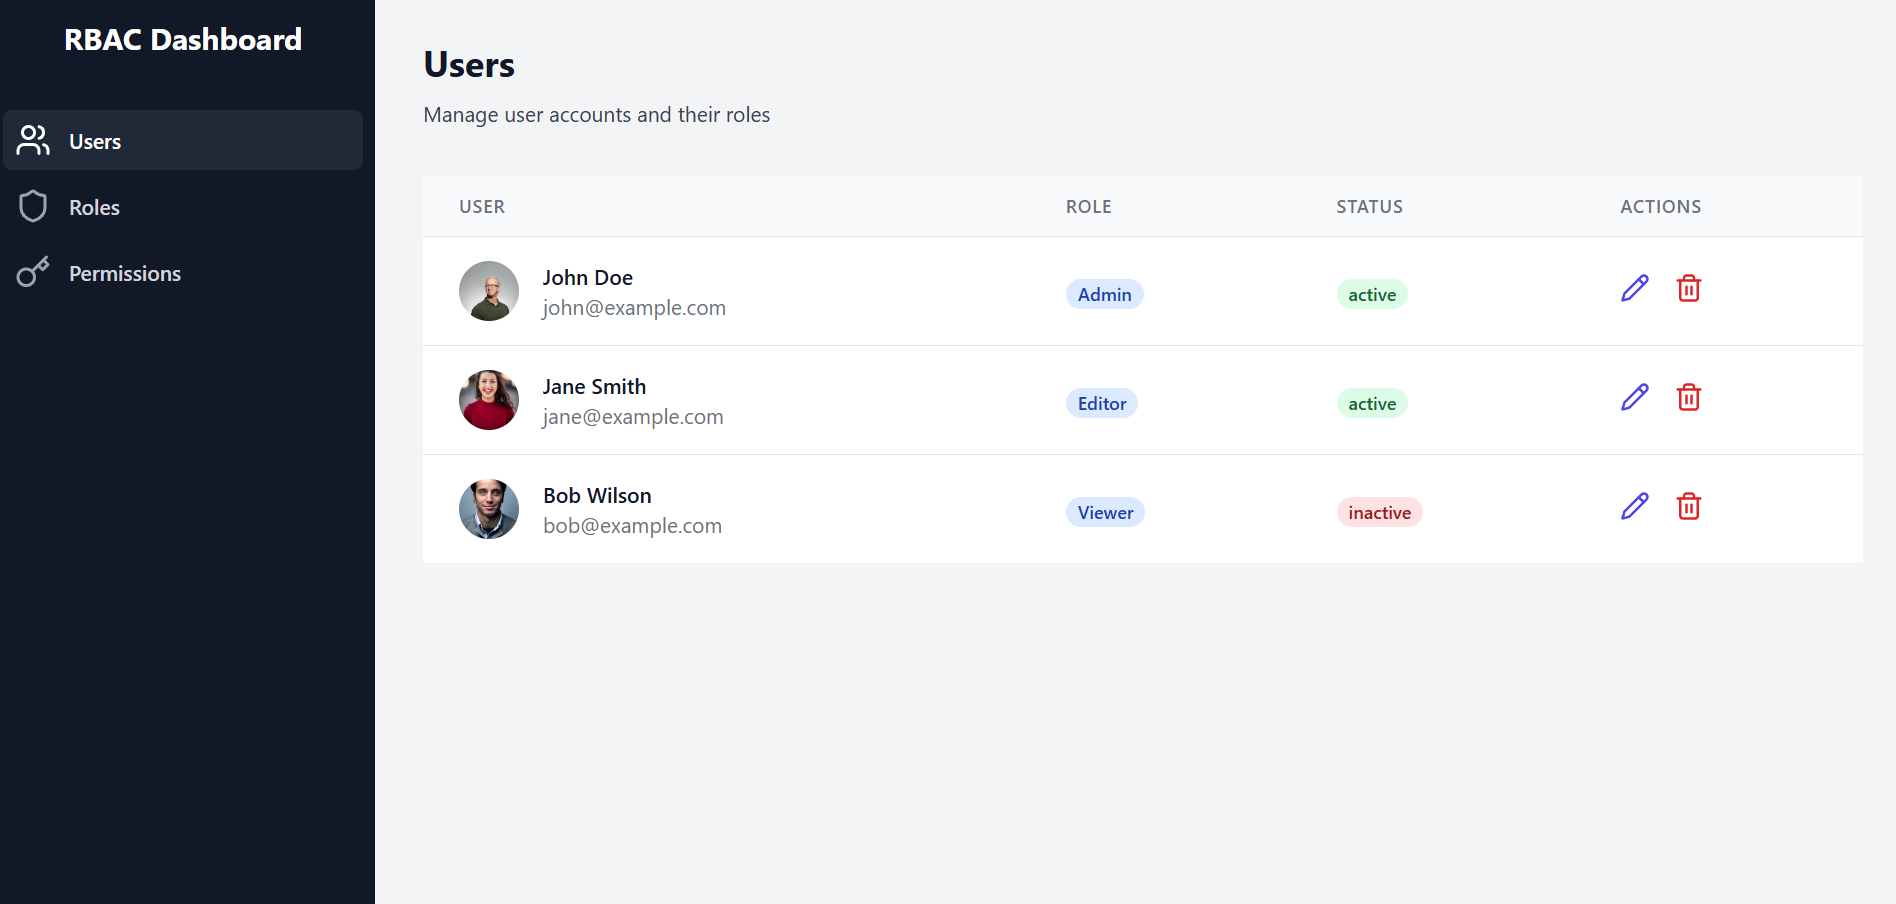 RBAC Dashboard
Users
Roles
Permissions
Users
Manage user accounts and their roles
USER ROLE STATUS ACTIONS
John Doe
john@example.com
Admin active
Jane Smith
jane@example.com
Editor active
Bob Wilson
bob@example.com
Viewer inactive